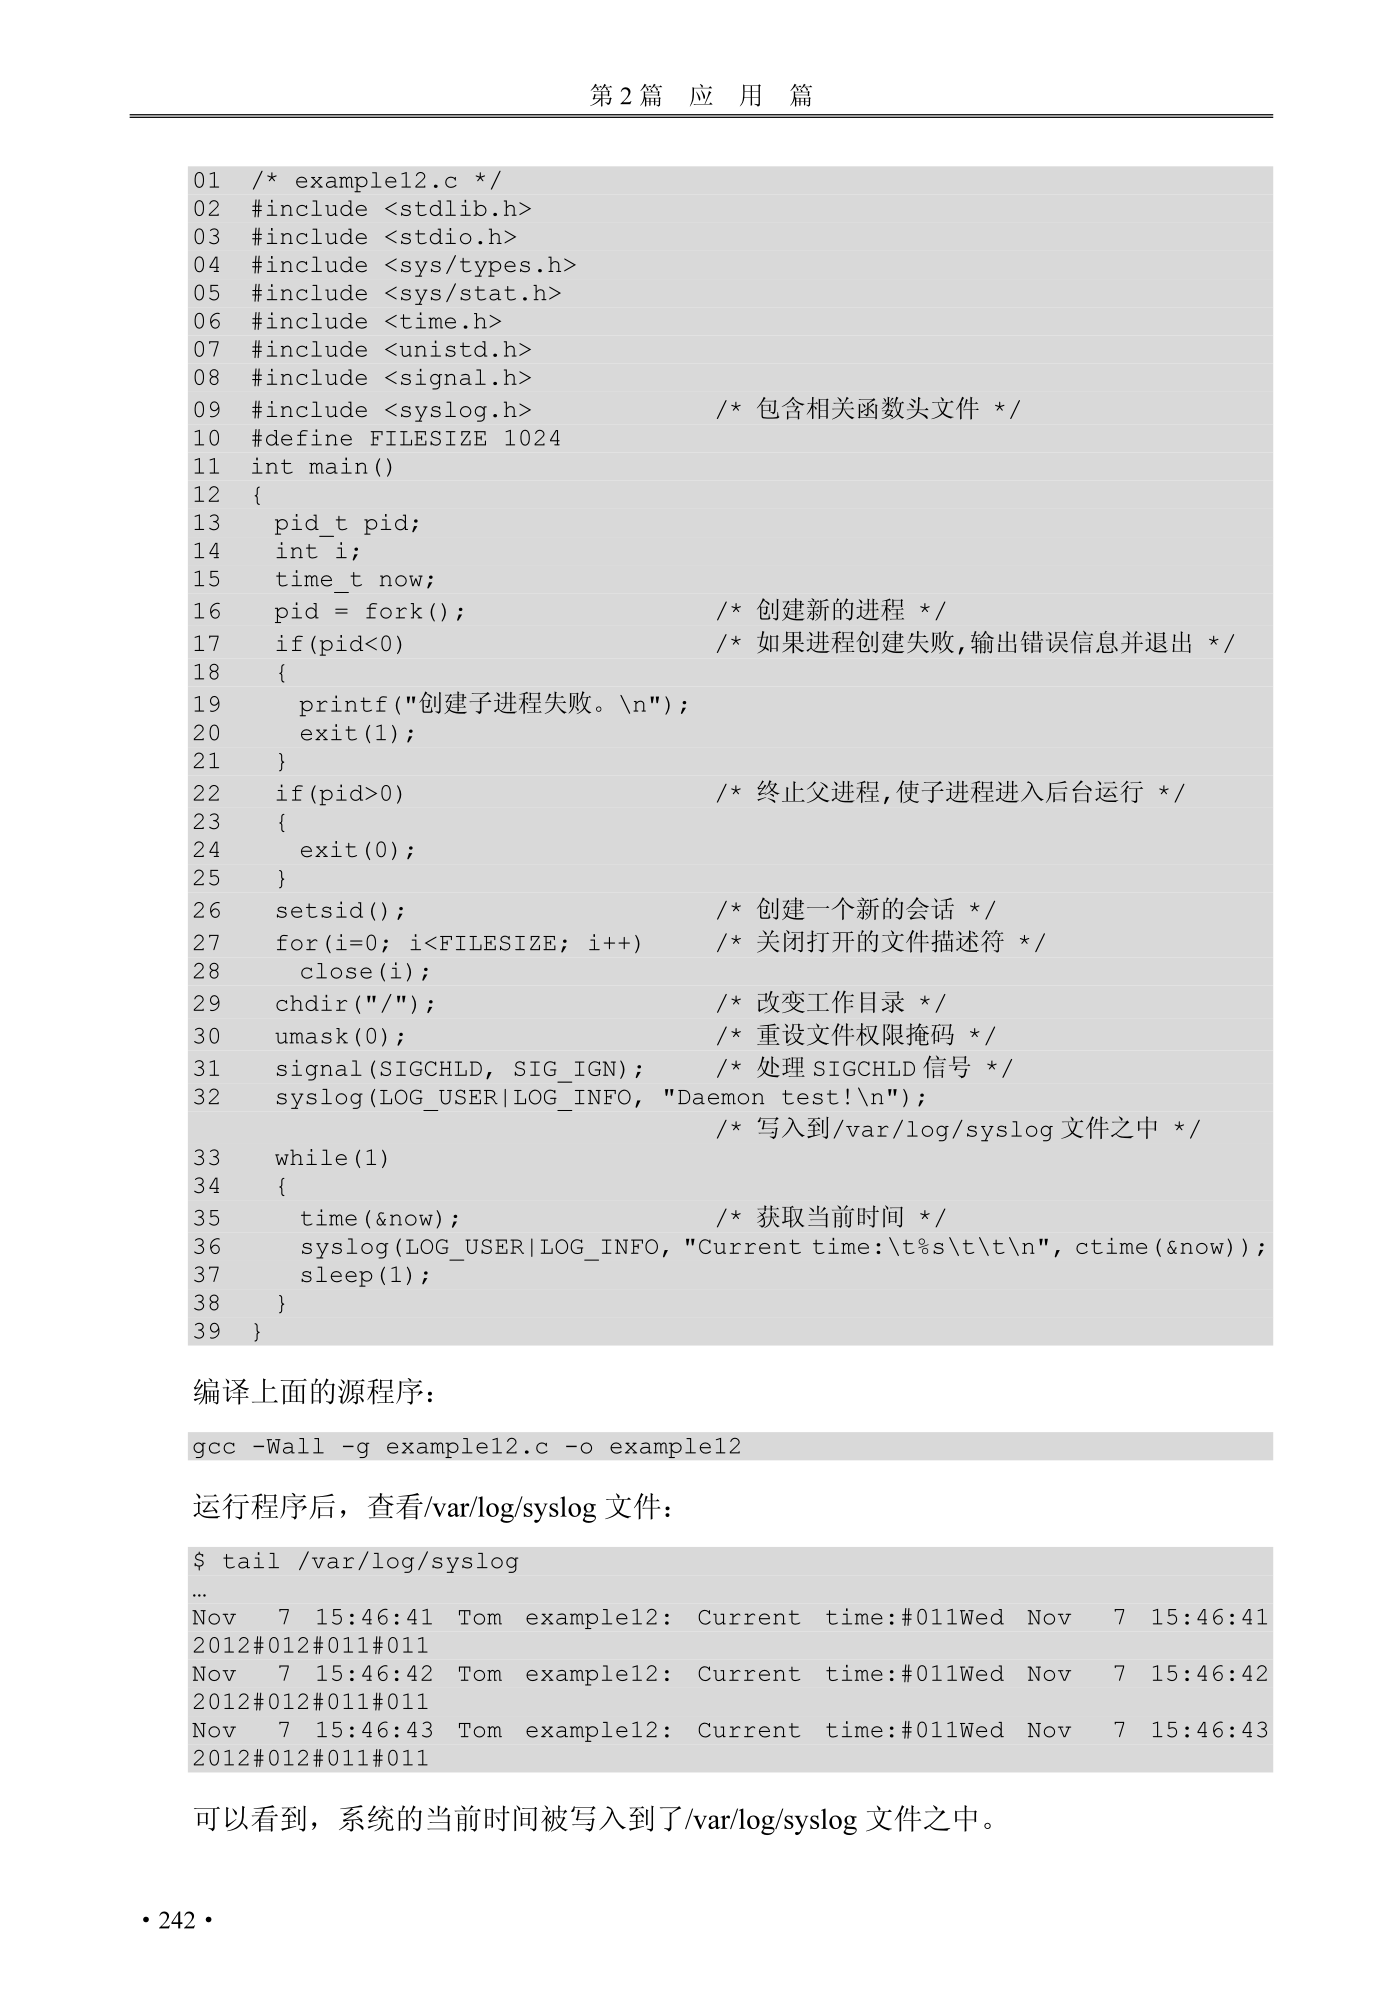 第 2 篇　应　用　篇
01  /* example12.c */
02  #include <stdlib.h>
03  #include <stdio.h>
04  #include <sys/types.h>
05  #include <sys/stat.h>
06  #include <time.h>
07  #include <unistd.h>
08  #include <signal.h>
09  #include <syslog.h>             /* 包含相关函数头文件 */
10  #define FILESIZE 1024
11  int main()
12  {
13    pid_t pid;
14    int i;
15    time_t now;
16    pid = fork();                 /* 创建新的进程 */
17    if(pid<0)                     /* 如果进程创建失败,输出错误信息并退出 */
18    {
19      printf("创建子进程失败。\n");
20      exit(1);
21    }
22    if(pid>0)                     /* 终止父进程,使子进程进入后台运行 */
23    {
24      exit(0);
25    }
26    setsid();                     /* 创建一个新的会话 */
27    for(i=0; i<FILESIZE; i++)     /* 关闭打开的文件描述符 */
28      close(i);
29    chdir("/");                   /* 改变工作目录 */
30    umask(0);                     /* 重设文件权限掩码 */
31    signal(SIGCHLD, SIG_IGN);     /* 处理 SIGCHLD 信号 */
32    syslog(LOG_USER|LOG_INFO, "Daemon test!\n");
                                    /* 写入到/var/log/syslog 文件之中 */
33    while(1)
34    {
35      time(&now);                 /* 获取当前时间 */
36      syslog(LOG_USER|LOG_INFO, "Current time:\t%s\t\t\n", ctime(&now));
37      sleep(1);
38    }
39  }
编译上面的源程序：
gcc -Wall -g example12.c -o example12
运行程序后，查看/var/log/syslog 文件：
$ tail /var/log/syslog
…
Nov  7 15:46:41 Tom example12: Current time:#011Wed Nov  7 15:46:41
2012#012#011#011
Nov  7 15:46:42 Tom example12: Current time:#011Wed Nov  7 15:46:42
2012#012#011#011
Nov  7 15:46:43 Tom example12: Current time:#011Wed Nov  7 15:46:43
2012#012#011#011
可以看到，系统的当前时间被写入到了/var/log/syslog 文件之中。
• 242 •